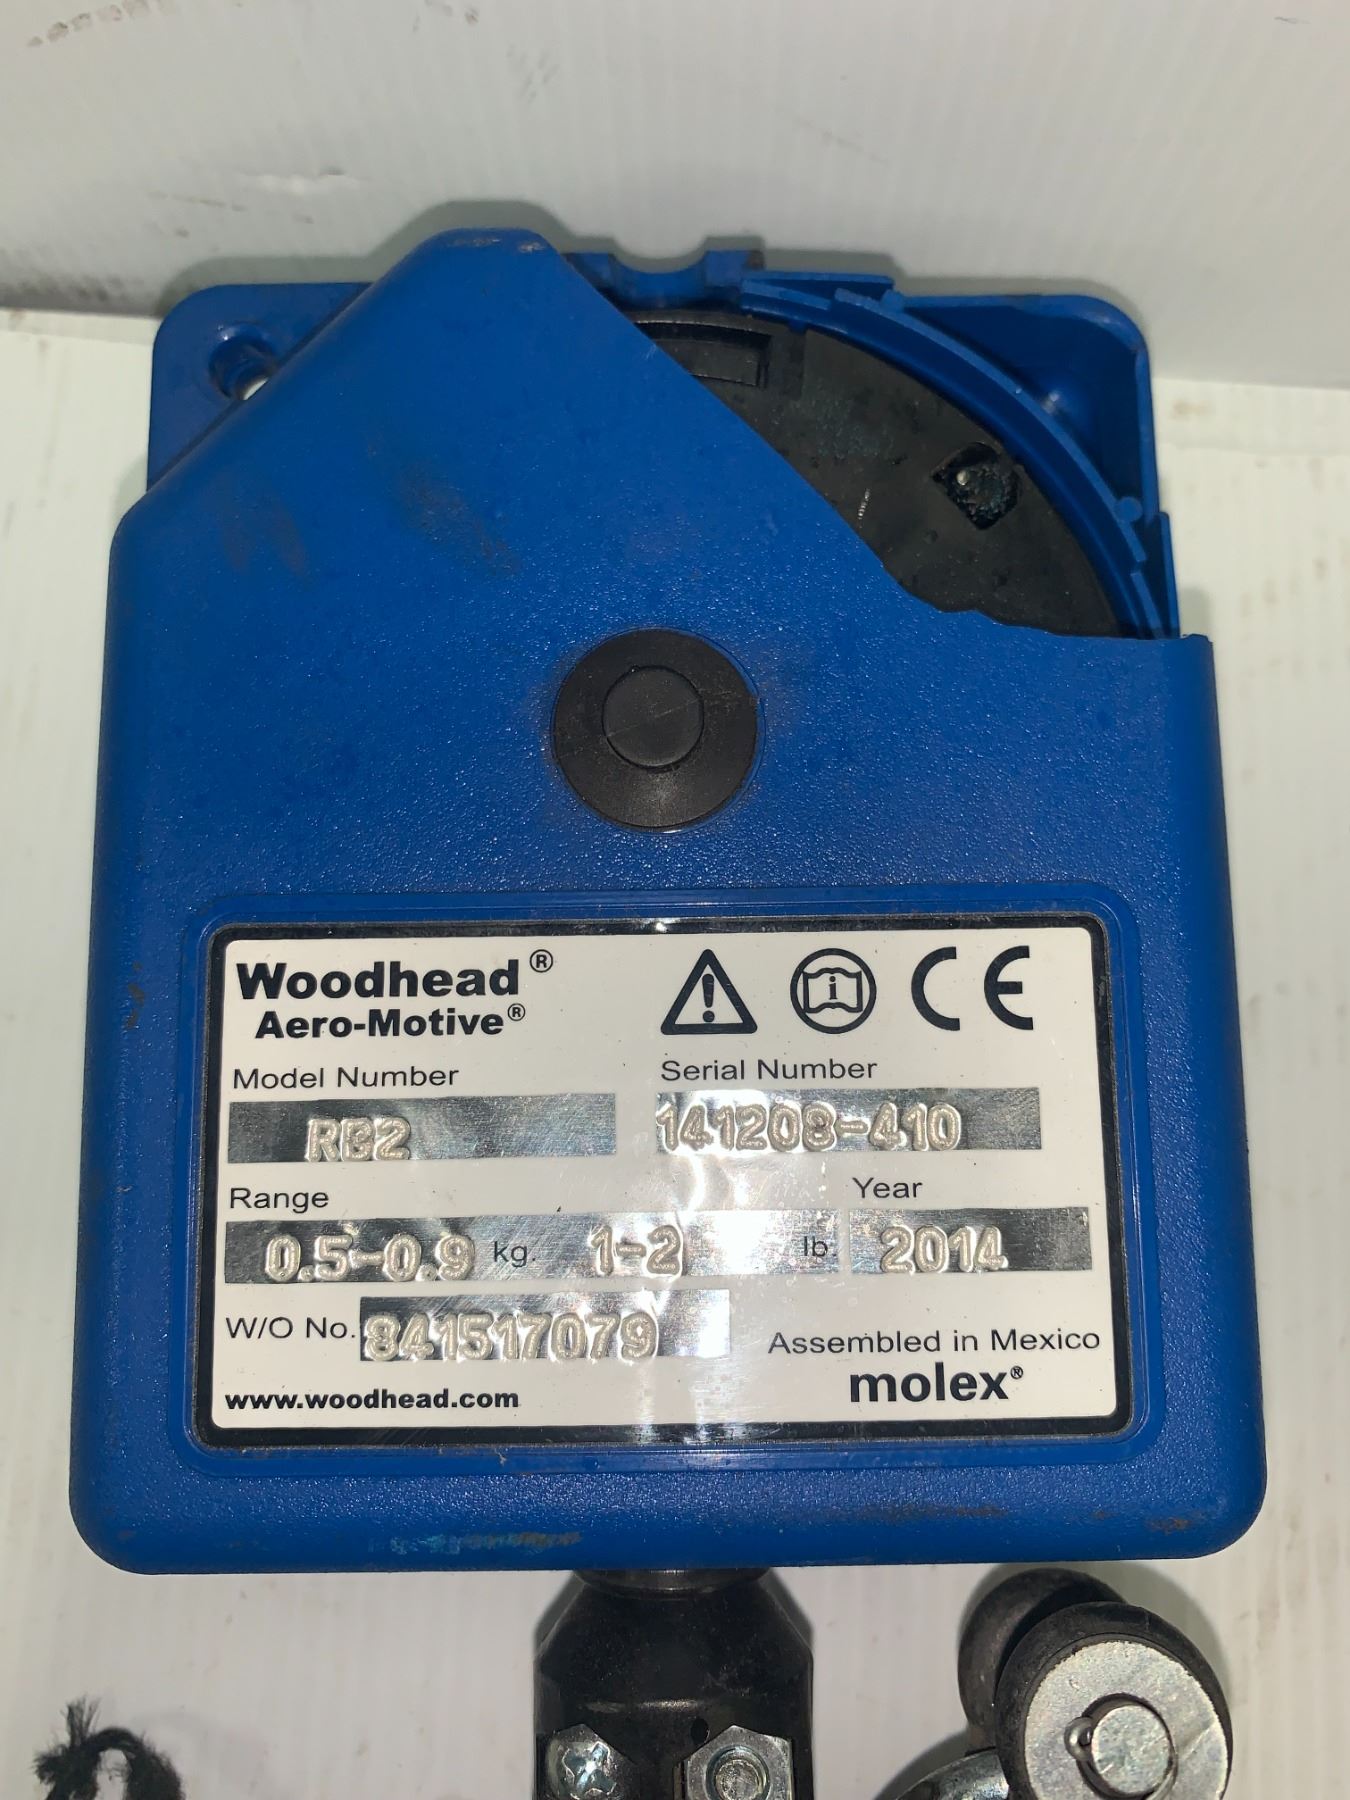 Woodhead®
Aero-Motive®
CE
Model Number
Serial Number
RB2
141208-410
Range
Year
0.5-0.9 kg. 1-2 lb.
2014
W/O No. 841517079
Assembled in Mexico
www.woodhead.com
molex®